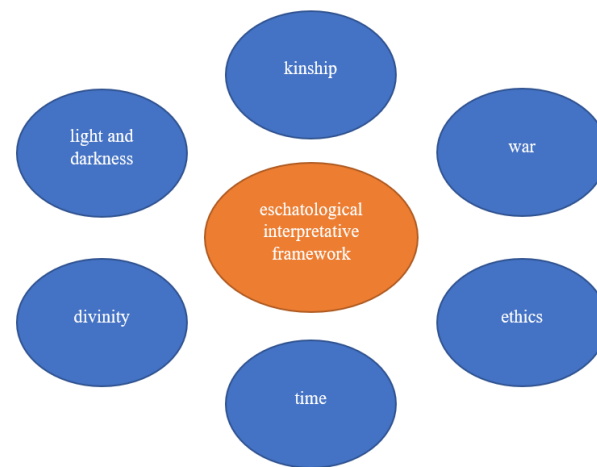 kinship
light and
darkness
war
eschatological
interpretative
framework
divinity
ethics
time